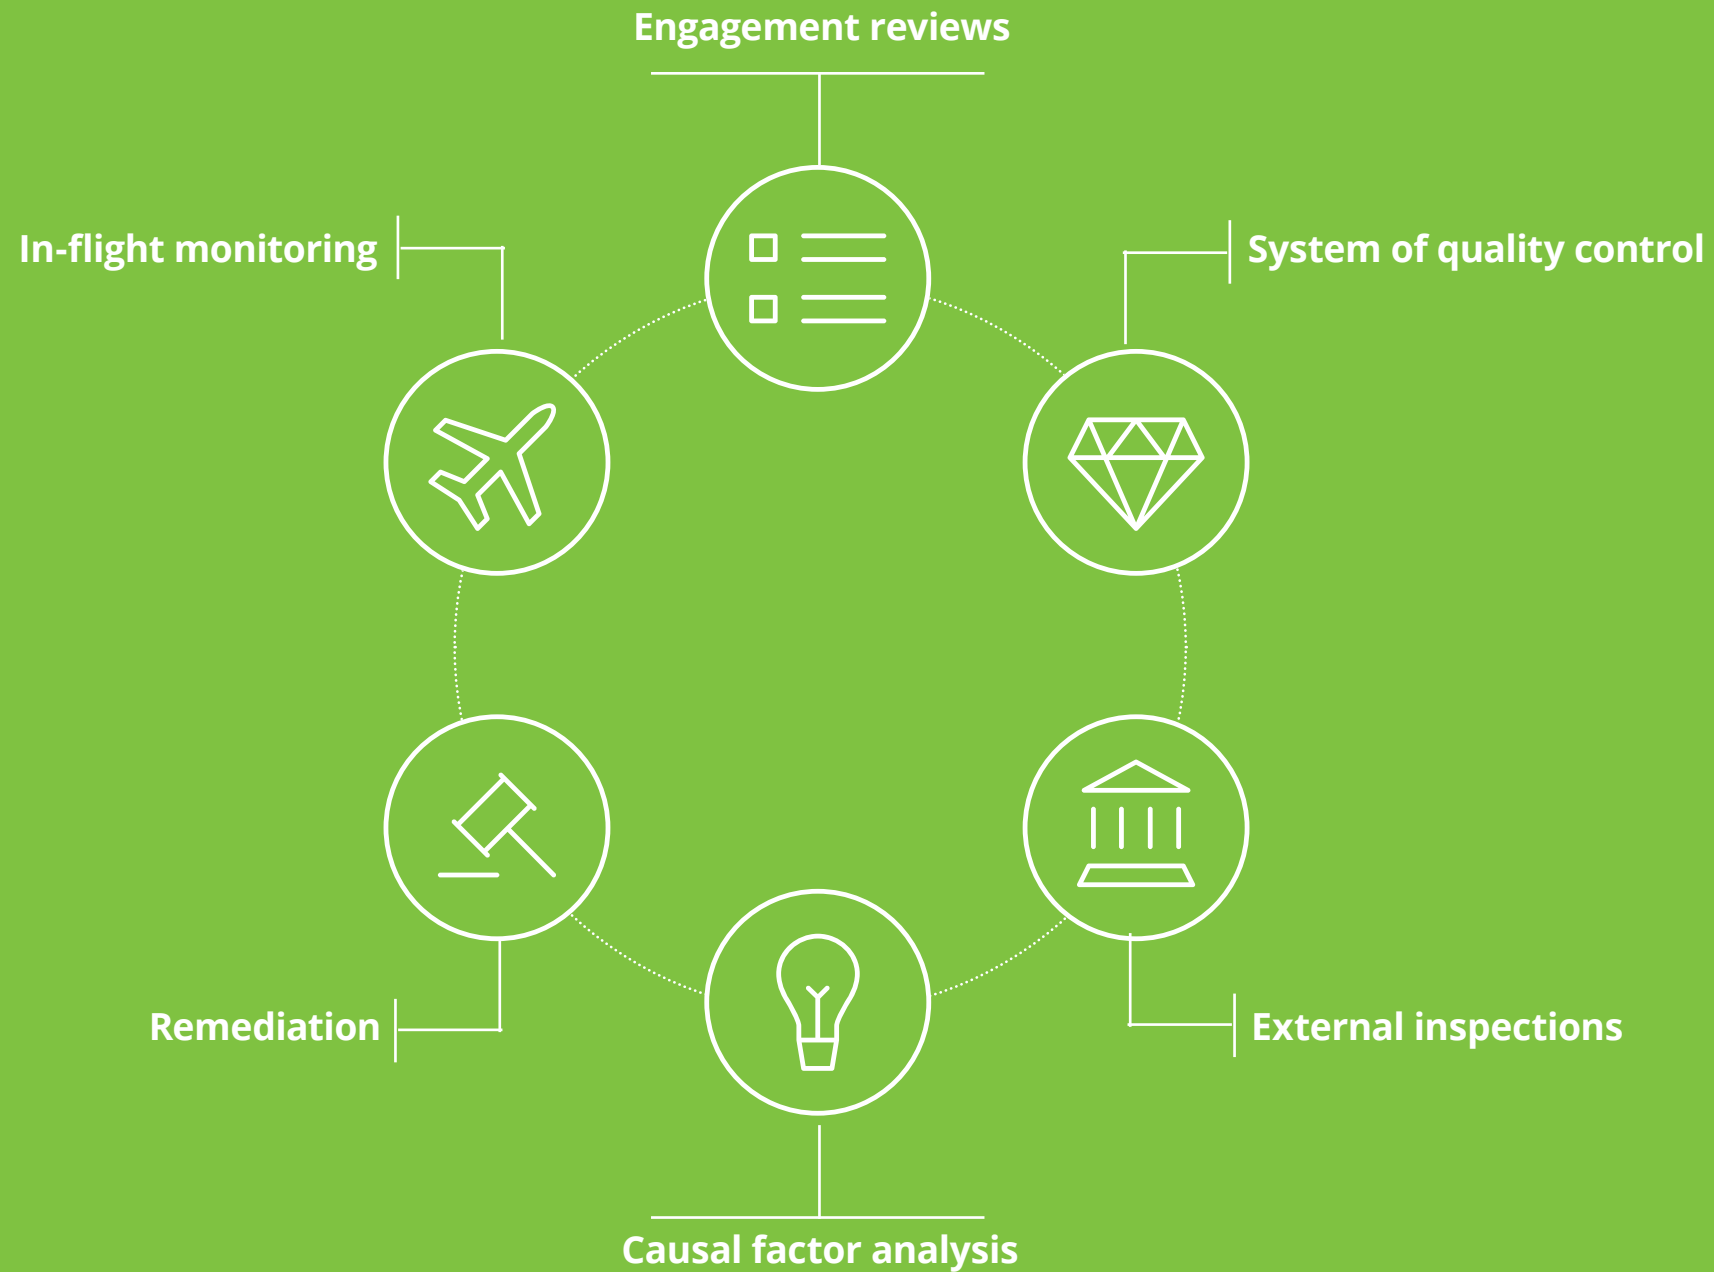 Engagement reviews
In-flight monitoring
System of quality control
Remediation
External inspections
Causal factor analysis